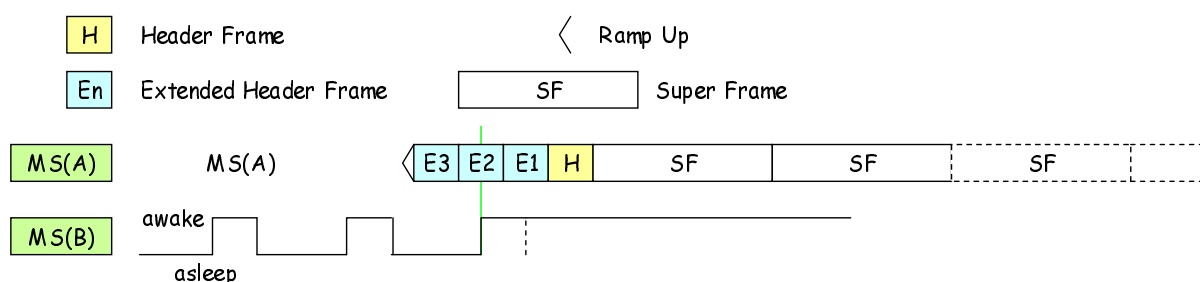 H Header Frame Ramp Up
En Extended Header Frame SF Super Frame
MS(A) MS(A) E3 E2 E1 H SF SF SF
awake
MS(B)
asleep